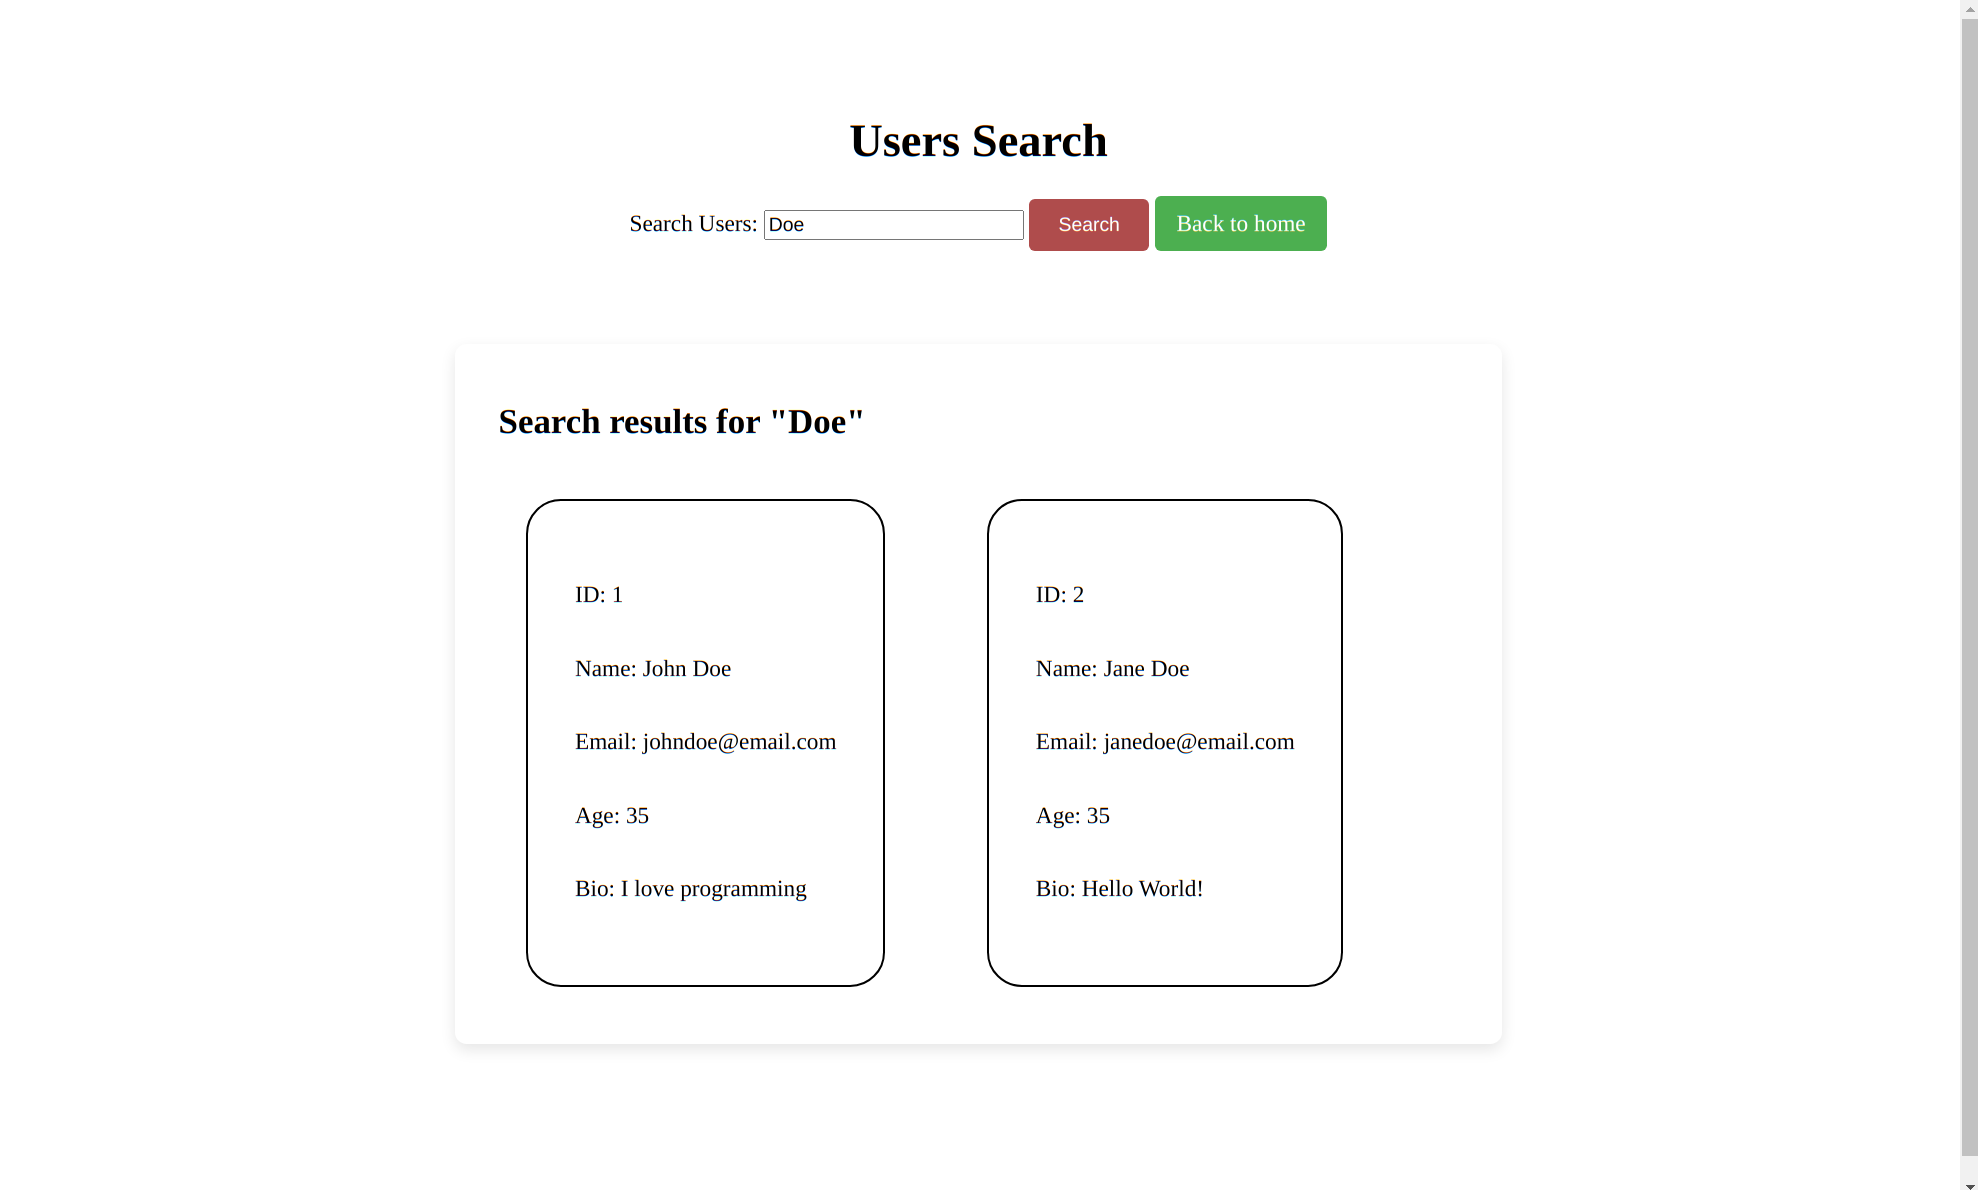 Users Search
Search Users: Doe Search Back to home
Search results for "Doe"
ID: 1
Name: John Doe
Email: johndoe@email.com
Age: 35
Bio: I love programming
ID: 2
Name: Jane Doe
Email: janedoe@email.com
Age: 35
Bio: Hello World!